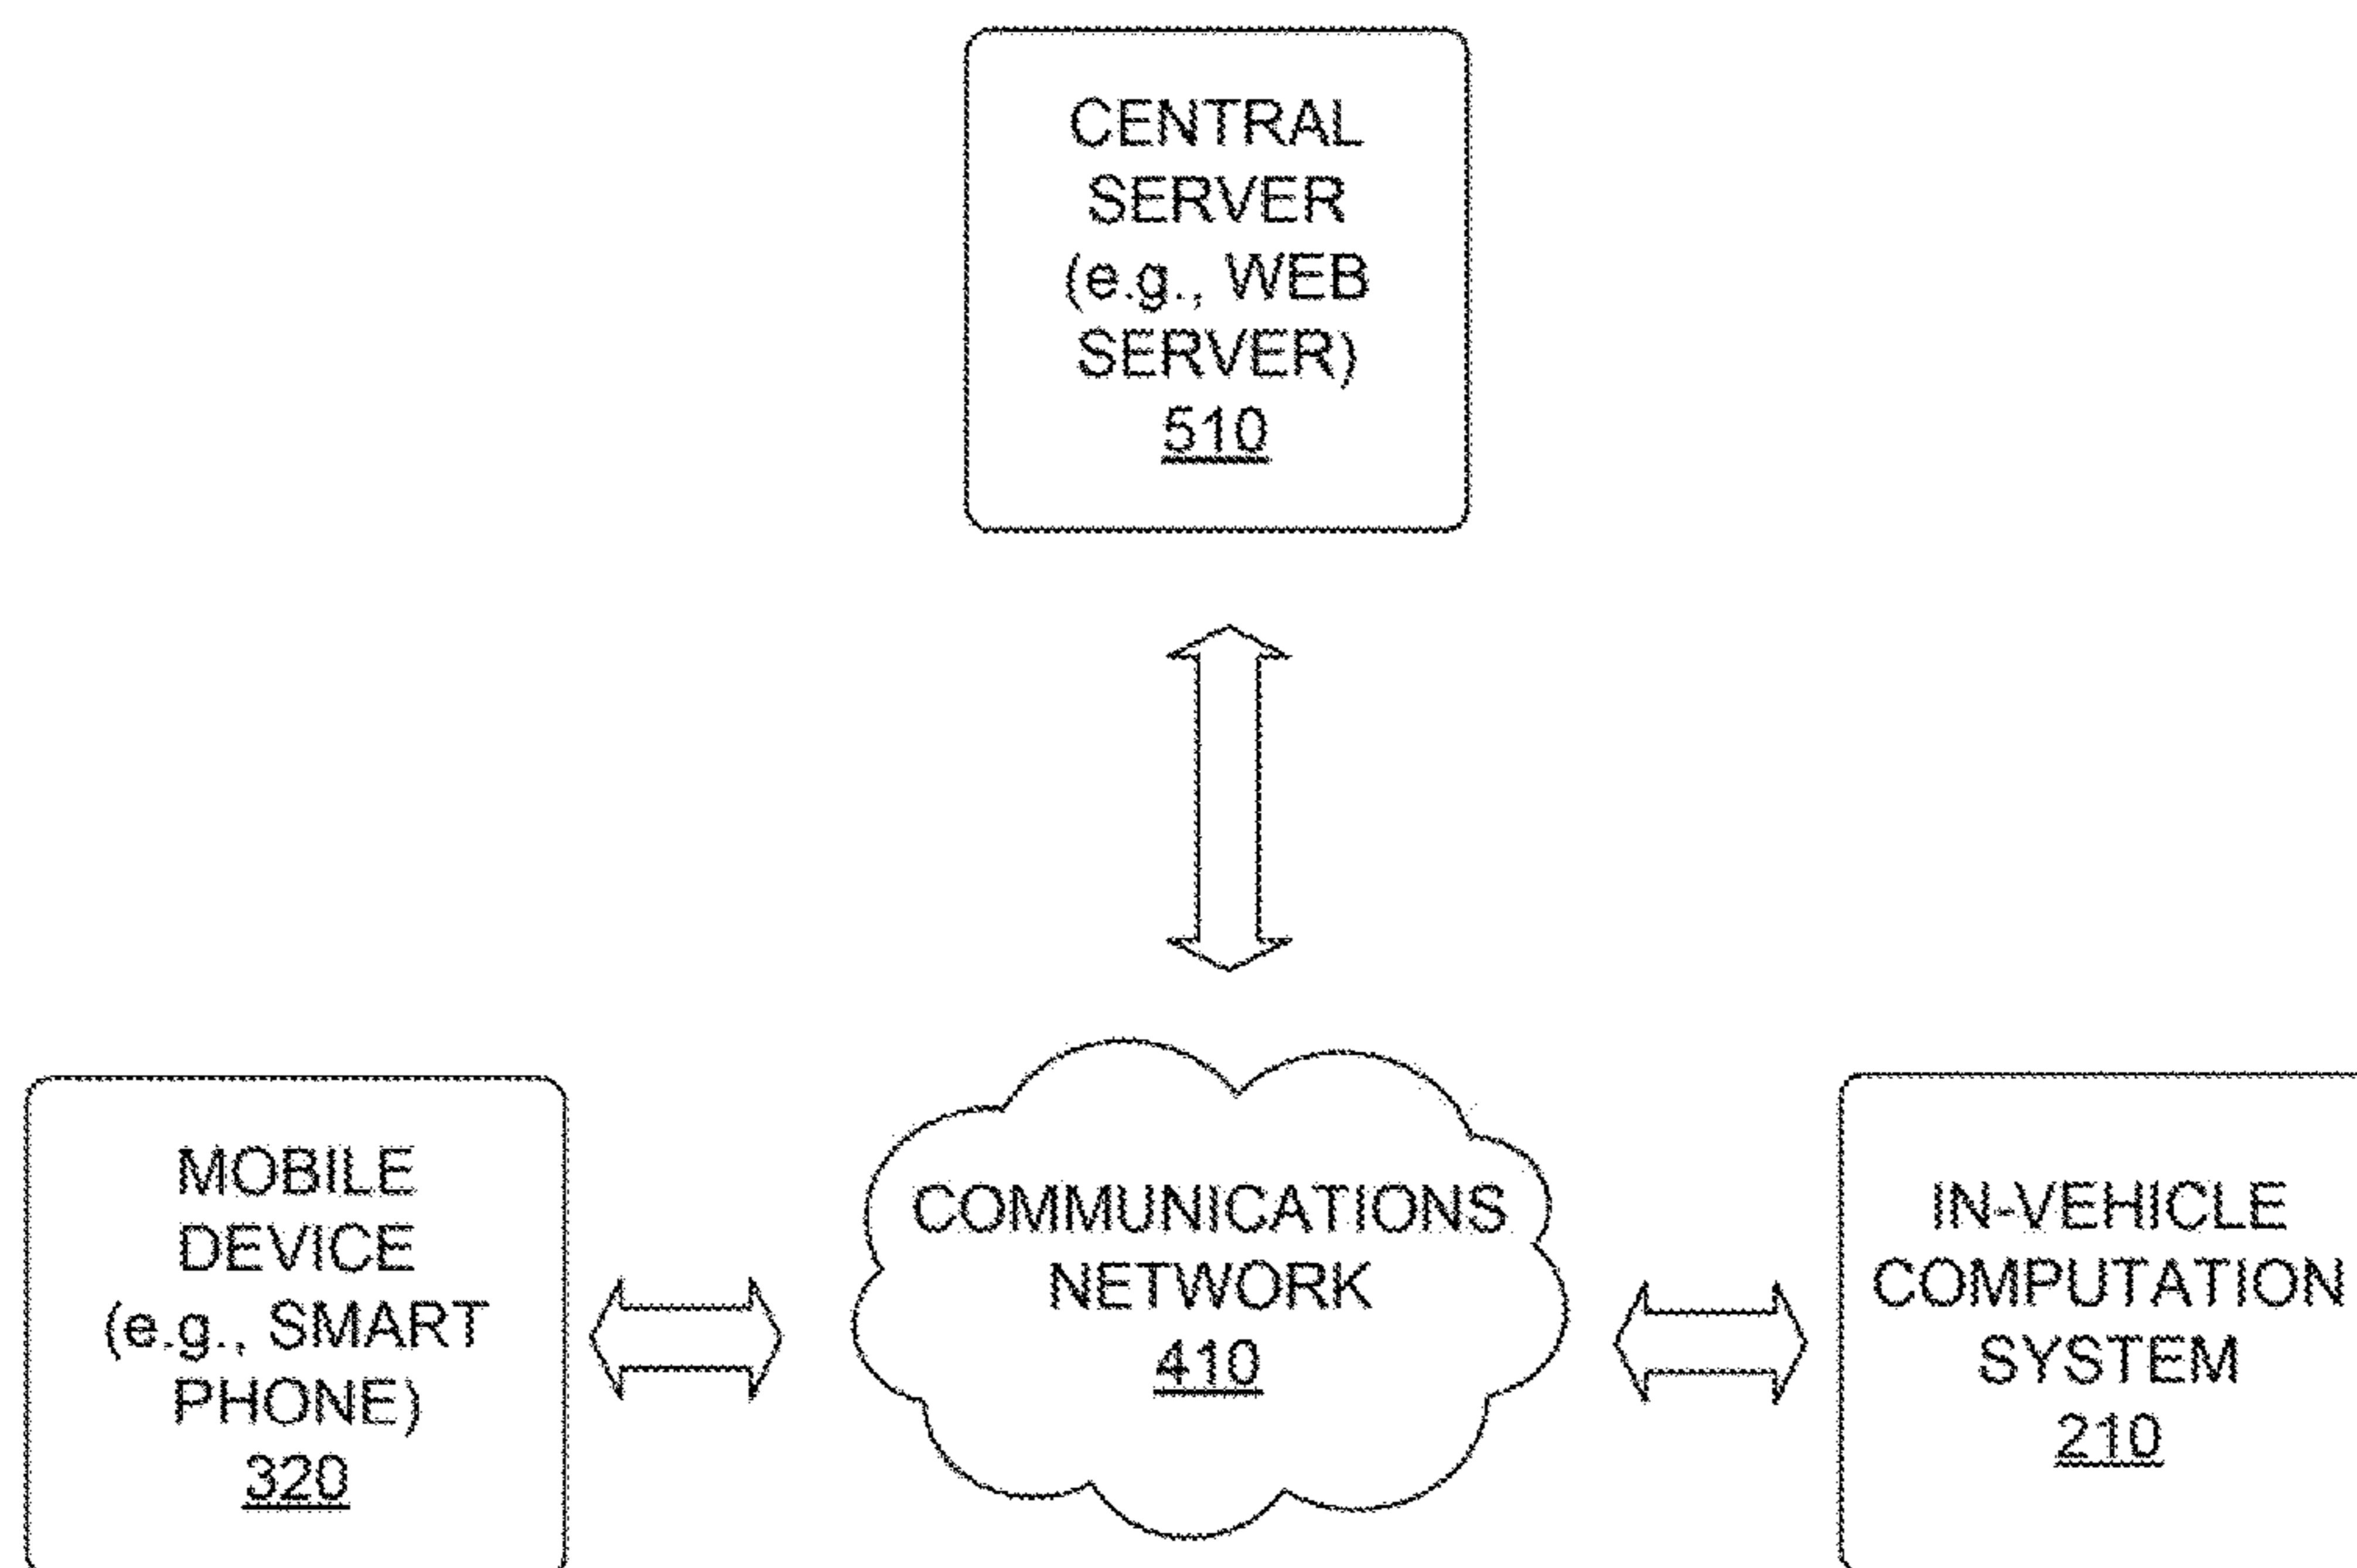 CENTRAL
SERVER
(e.g., WEB
SERVER)
510
MOBILE
DEVICE
(e.g., SMART
PHONE)
320
COMMUNICATIONS
NETWORK
410
IN-VEHICLE
COMPUTATION
SYSTEM
210